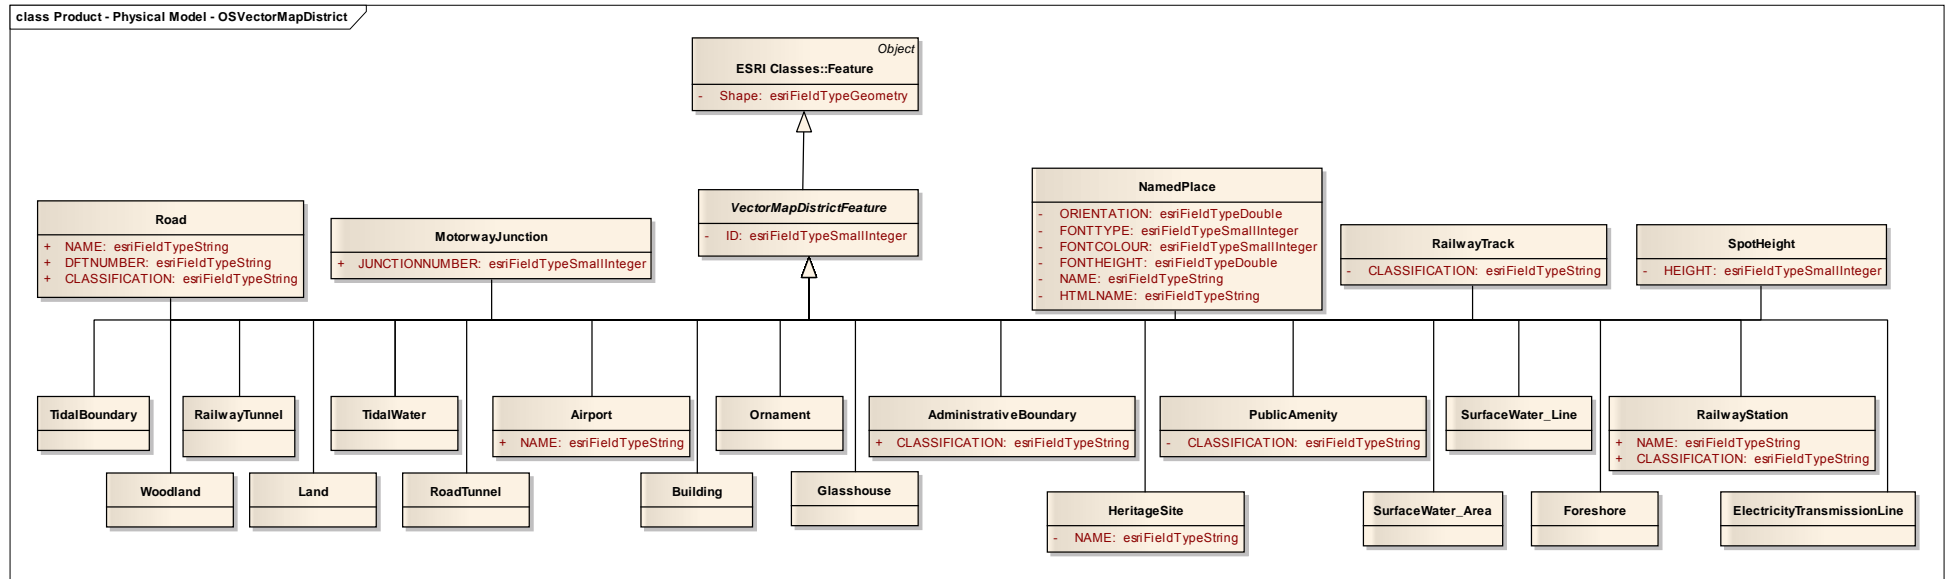 class Product - Physical Model - OSVectorMapDistrict
Object
ESRI Classes::Feature
- Shape: esriFieldTypeGeometry
VectorMapDistrictFeature
- ID: esriFieldTypeSmallInteger
Road
+ NAME: esriFieldTypeString
+ DFTNUMBER: esriFieldTypeString
+ CLASSIFICATION: esriFieldTypeString
MotorwayJunction
+ JUNCTIONNUMBER: esriFieldTypeSmallInteger
NamedPlace
- ORIENTATION: esriFieldTypeDouble
- FONTTYPE: esriFieldTypeSmallInteger
- FONTCOLOUR: esriFieldTypeSmallInteger
- FONTHEIGHT: esriFieldTypeDouble
- NAME: esriFieldTypeString
- HTMLNAME: esriFieldTypeString
RailwayTrack
- CLASSIFICATION: esriFieldTypeString
SpotHeight
- HEIGHT: esriFieldTypeSmallInteger
TidalBoundary
RailwayTunnel
TidalWater
Airport
+ NAME: esriFieldTypeString
Ornament
AdministrativeBoundary
+ CLASSIFICATION: esriFieldTypeString
PublicAmenity
- CLASSIFICATION: esriFieldTypeString
SurfaceWater_Line
RailwayStation
+ NAME: esriFieldTypeString
+ CLASSIFICATION: esriFieldTypeString
Woodland
Land
RoadTunnel
Building
Glasshouse
HeritageSite
- NAME: esriFieldTypeString
SurfaceWater_Area
Foreshore
ElectricityTransmissionLine